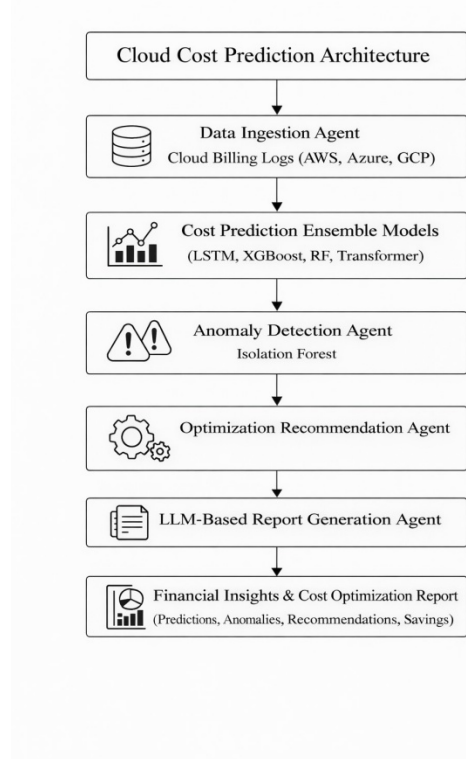 Cloud Cost Prediction Architecture
Data Ingestion Agent
Cloud Billing Logs (AWS, Azure, GCP)
Cost Prediction Ensemble Models
(LSTM, XGBoost, RF, Transformer)
Anomaly Detection Agent
Isolation Forest
Optimization Recommendation Agent
LLM-Based Report Generation Agent
Financial Insights & Cost Optimization Report
(Predictions, Anomalies, Recommendations, Savings)